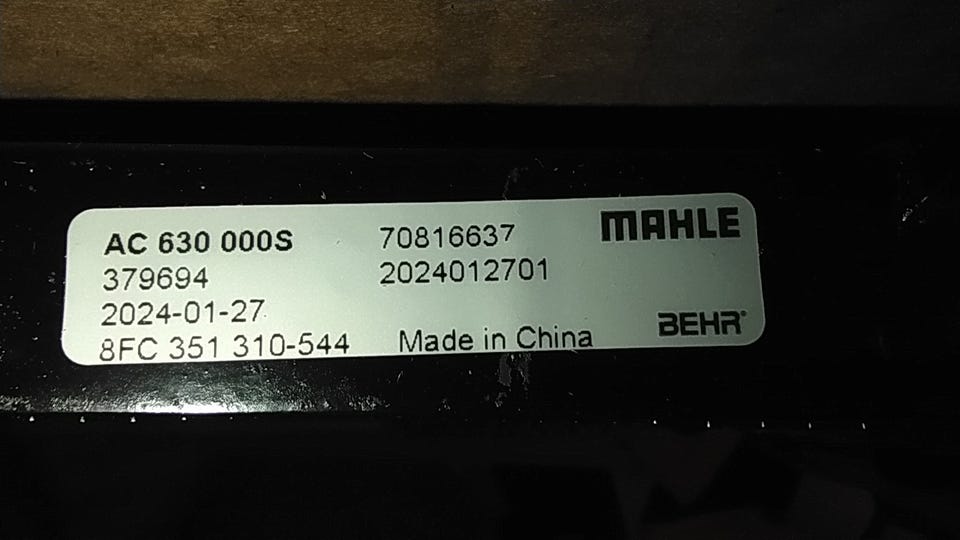 AC 630 000S 70816637 MAHLE
379694 2024012701
2024-01-27
8FC 351 310-544 Made in China BEHR®